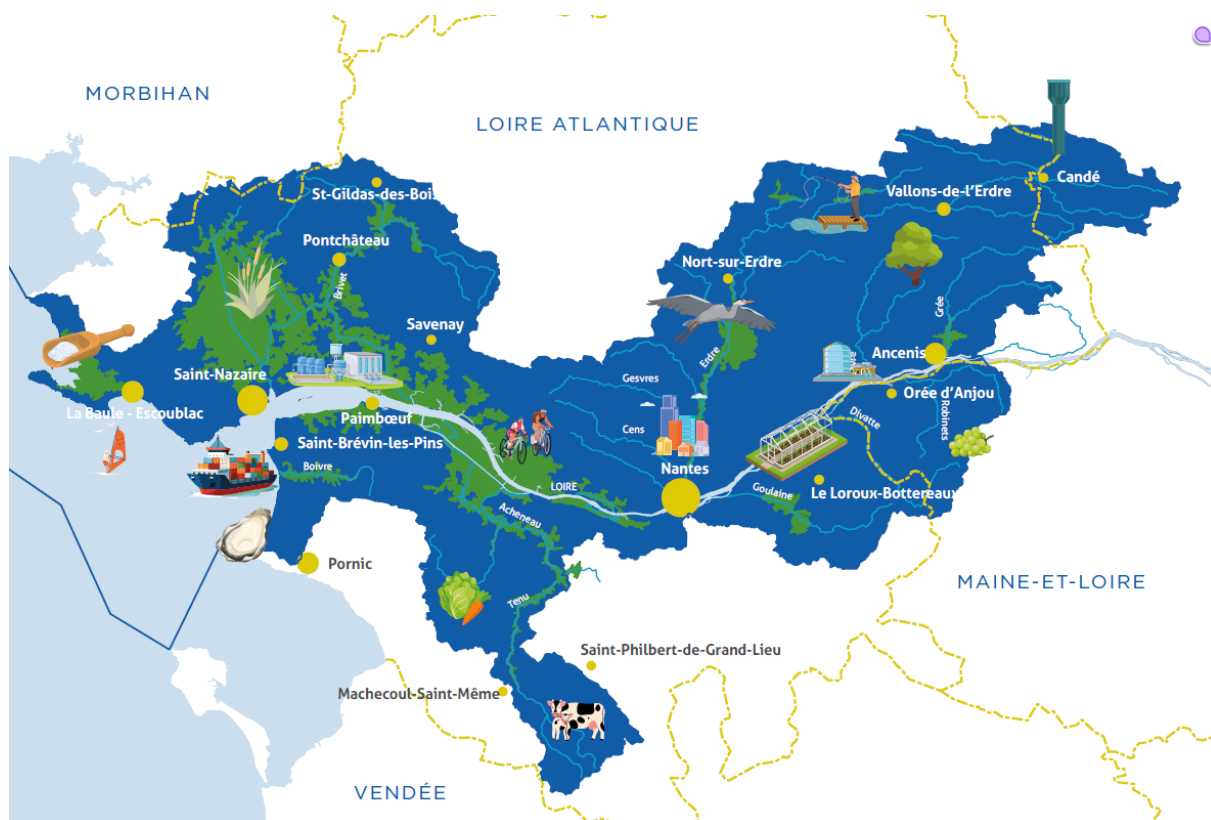 MORBIHAN
LOIRE ATLANTIQUE
Candé
St-Gildas-des-Boi
Vallons-de-l'Erdre
Pontchâteau
Nort-sur-Erdre
Brivet
Grée
Savenay
Erdre
Ancenis
Saint-Nazaire
Gesvres
La Baule - Escoublac
Orée d'Anjou
Paimbœuf
Robinets
Divatte
Saint-Brévin-les-Pins
Cens
Boivre
Nantes
LOIRE
Goulaine
Le Loroux-Bottereaux
Acheneau
Pornic
MAINE-ET-LOIRE
Tenu
Saint-Philbert-de-Grand-Lieu
Machecoul-Saint-Même
VENDÉE